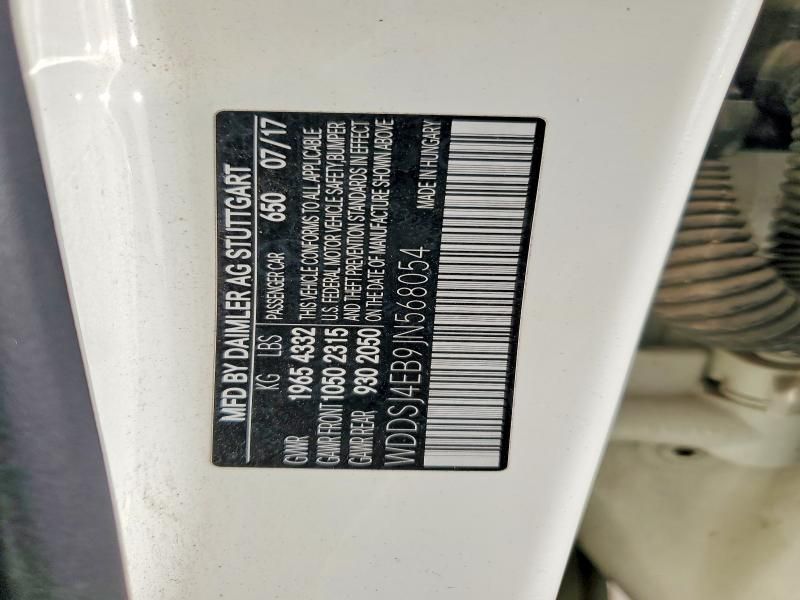 MFD BY DAIMLER AG STUTTGART
KG LBS PASSENGER CAR 650 07/17
GVWR 1965 4332 THIS VEHICLE CONFORMS TO ALL APPLICABLE
GAWR FRONT 1050 2315 U.S. FEDERAL MOTOR VEHICLE SAFETY, BUMPER
GAWR REAR 930 2050 AND THEFT PREVENTION STANDARDS IN EFFECT
ON THE DATE OF MANUFACTURE SHOWN ABOVE
WDDSJ4EB9JN568054 MADE IN HUNGARY